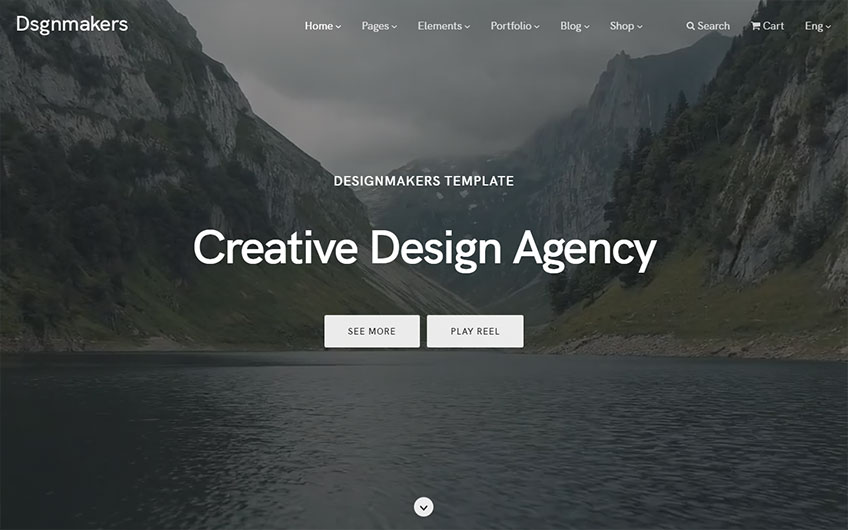 Dsgnmakers
Home Pages Elements Portfolio Blog Shop Search Cart Eng
DESIGNMAKERS TEMPLATE
Creative Design Agency
SEE MORE PLAY REEL